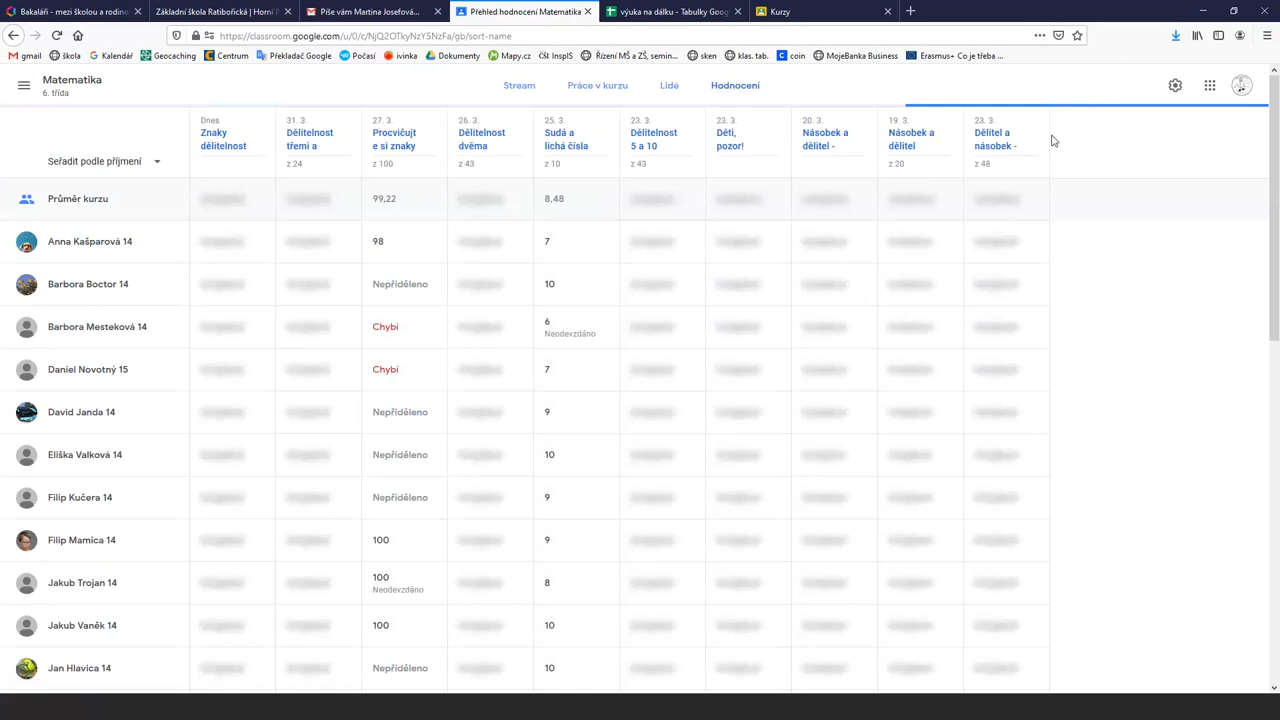 Bakaláři - mezi školou a rodino
Základní škola Ratibořická | Horní P
Píše vám Martina Josefová...
Přehled hodnocení Matematika
výuka na dálku - Tabulky Goog
Kurzy
https://classroom.google.com/u/0/c/NjQ2OTkyNzY5NzFa/gb/sort-name
gmail
škola
Kalendář
Geocaching
Centrum
Překladač Google
Počasí
ivinka
Dokumenty
Mapy.cz
InspIS
Řízení MŠ a ZŠ, semin...
sken
klas. tab.
coin
MojeBanka Business
Erasmus+ Co je třeba ...
Matematika
6. třída
Stream
Práce v kurzu
Lidé
Hodnocení
Seřadit podle příjmení
Dnes
Znaky
dělitelnost
31. 3.
Dělitelnost
třemi a
z 24
27. 3.
Procvičujt
e si znaky
z 100
26. 3.
Dělitelnost
dvěma
z 43
25. 3.
Sudá a
lichá čísla
z 10
23. 3.
Dělitelnost
5 a 10
z 43
23. 3.
Děti,
pozor!
20. 3.
Násobek a
dělitel -
19. 3.
Násobek a
dělitel
z 20
23. 3.
Dělitel a
násobek -
z 48
Průměr kurzu 99,22 8,48
Anna Kašparová 14 98 7
Barbora Boctor 14 Nepřiděleno 10
Barbora Mesteková 14 Chybí 6
Neodevzdáno
Daniel Novotný 15 Chybí 7
David Janda 14 Nepřiděleno 9
Eliška Valková 14 Nepřiděleno 10
Filip Kučera 14 Nepřiděleno 9
Filip Mamica 14 100 9
Jakub Trojan 14 100 8
Neodevzdáno
Jakub Vaněk 14 100 10
Jan Hlavica 14 Nepřiděleno 10